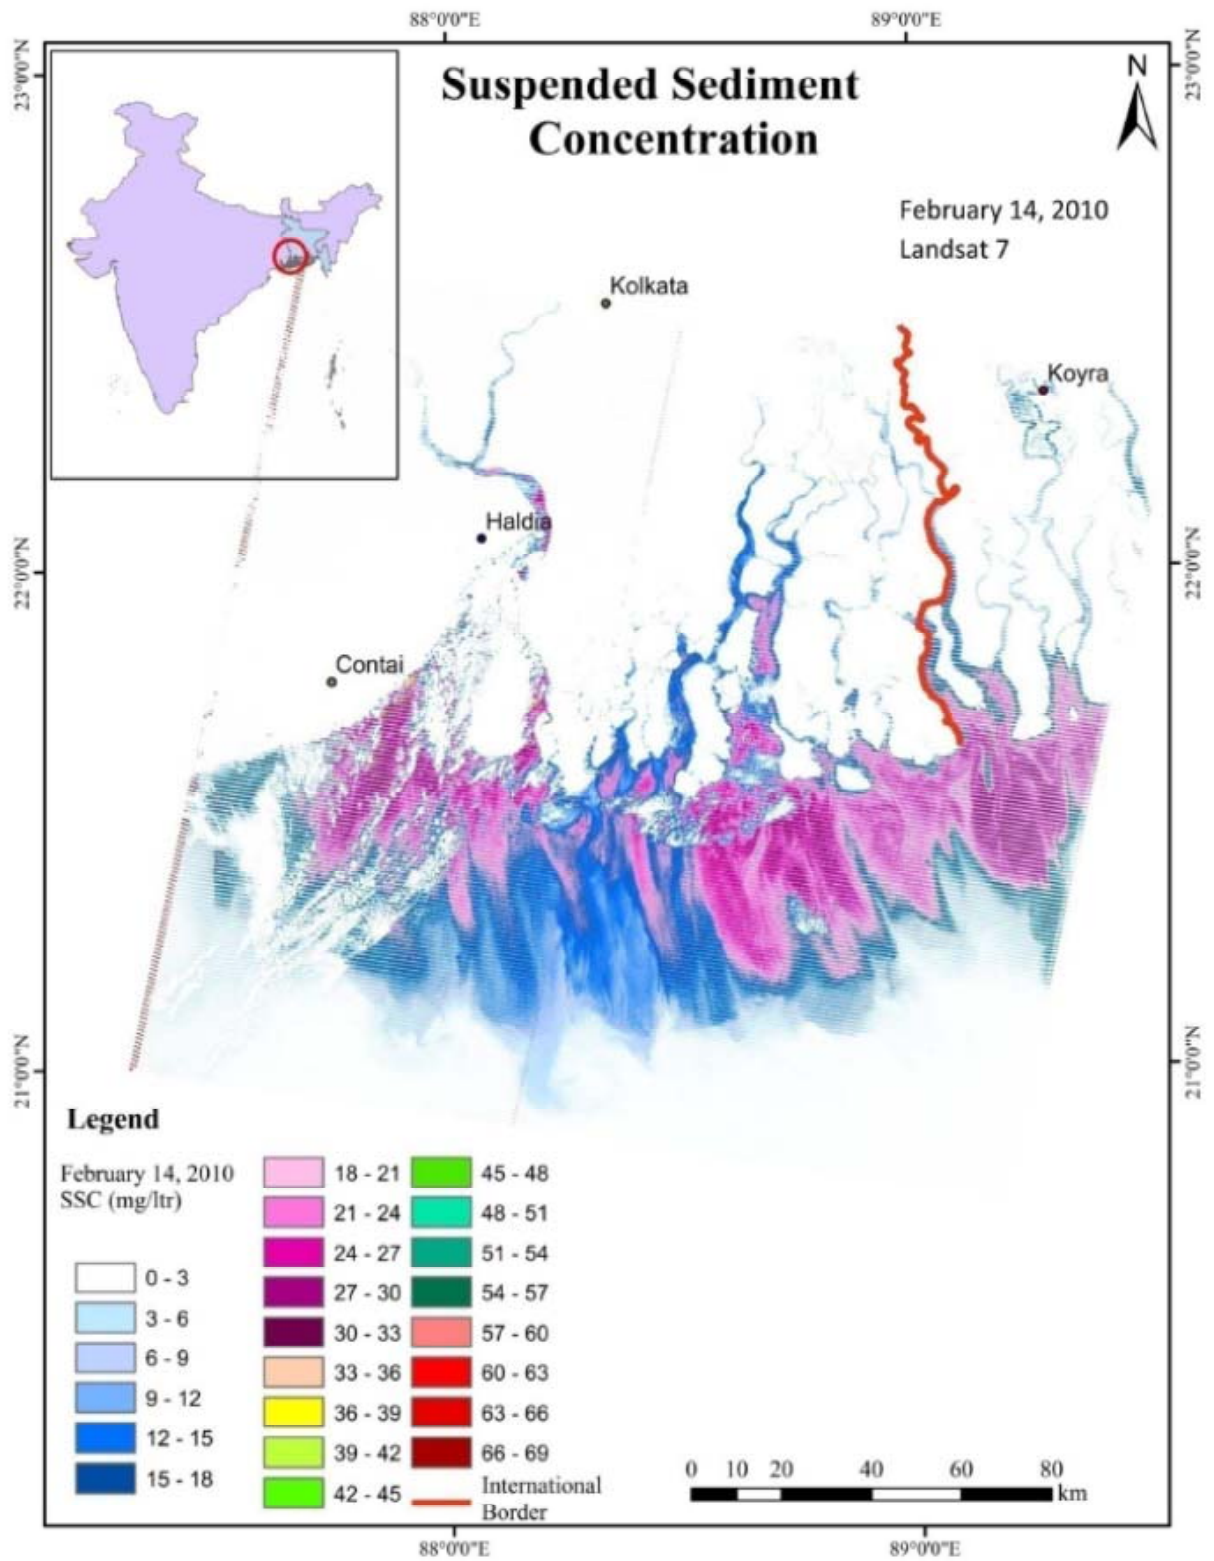 88°0'0"E
89°0'0"E
23°0'0"N
23°0'0"N
Suspended Sediment
Concentration
N
February 14, 2010
Landsat 7
Kolkata
Koyra
Haldia
22°0'0"N
22°0'0"N
Contai
21°0'0"N
21°0'0"N
Legend
February 14, 2010
SSC (mg/ltr)
0 - 3
3 - 6
6 - 9
9 - 12
12 - 15
15 - 18
18 - 21
21 - 24
24 - 27
27 - 30
30 - 33
33 - 36
36 - 39
39 - 42
42 - 45
45 - 48
48 - 51
51 - 54
54 - 57
57 - 60
60 - 63
63 - 66
66 - 69
International
Border
0 10 20 40 60 80
km
88°0'0"E
89°0'0"E